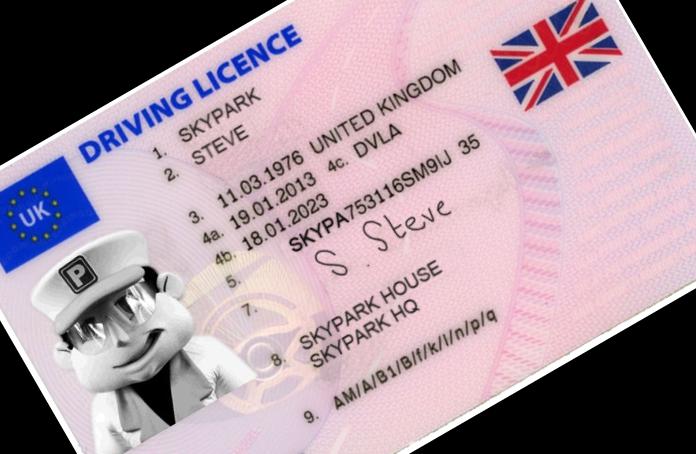 DRIVING LICENCE
UK
1. SKYPARK
2. STEVE
3. 11.03.1976 UNITED KINGDOM
4a. 19.01.2013 4c. DVLA
4b. 18.01.2023
5. SKYPA753116SM9IJ 35
7. S. Steve
8. SKYPARK HOUSE
SKYPARK HQ
9. AM/A/B1/B/f/k/l/n/p/q
P